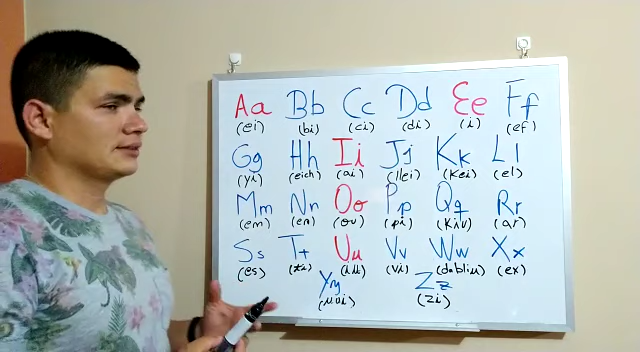 Aa Bb Cc Dd Ee Ff
(ei) (bi) (ci) (di) (i) (ef)
Gg Hh Ii Jj Kk Ll
(yi) (eich) (ai) (llei) (kei) (el)
Mm Nn Oo Pp Qq Rr
(em) (en) (ou) (pi) (kiu) (ar)
Ss Tt Uu Vv Ww Xx
(es) (ti) (iu) (vi) (dabliu) (ex)
Yy Zz
(uai) (zi)